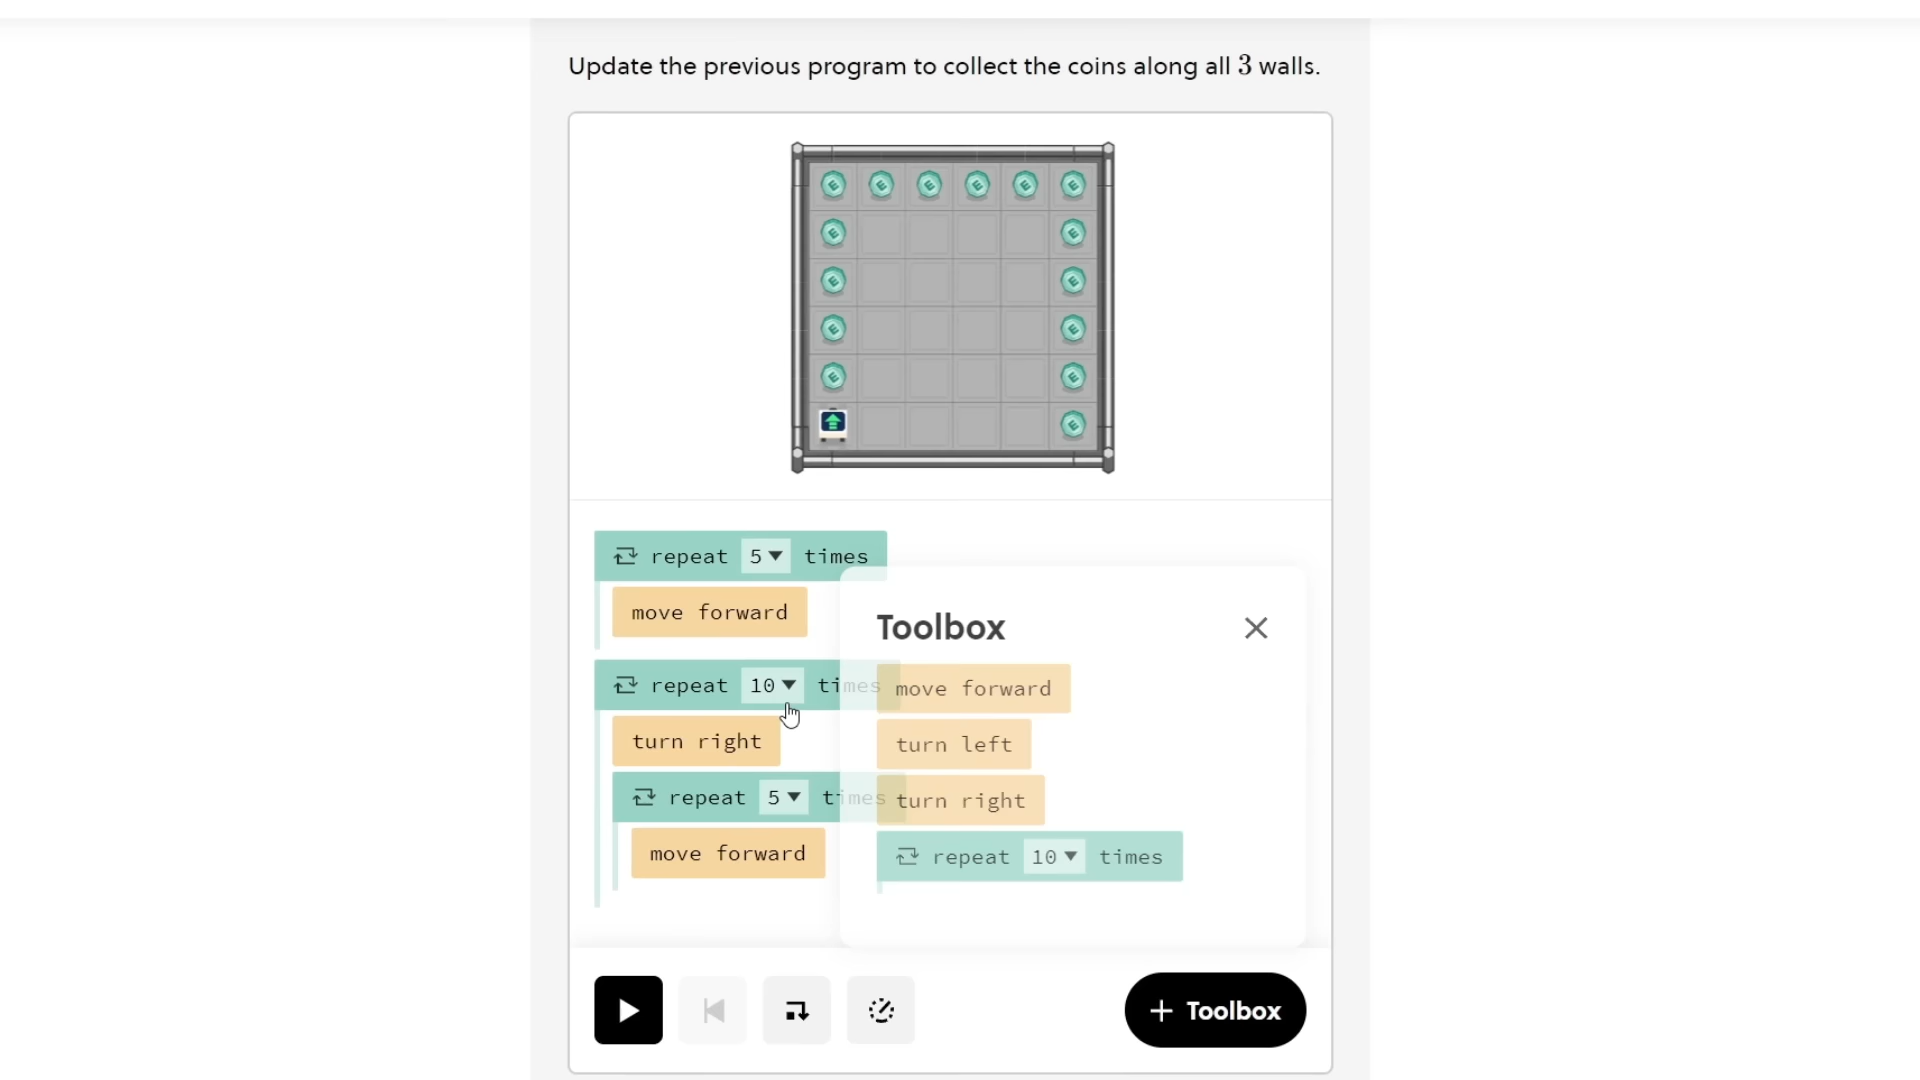 Update the previous program to collect the coins along all 3 walls.
E E E E E E
E E
E E
E E
E E
E
repeat 5 times
move forward
repeat 10 times
turn right
repeat 5 times
move forward
Toolbox
move forward
turn left
turn right
repeat 10 times
+ Toolbox